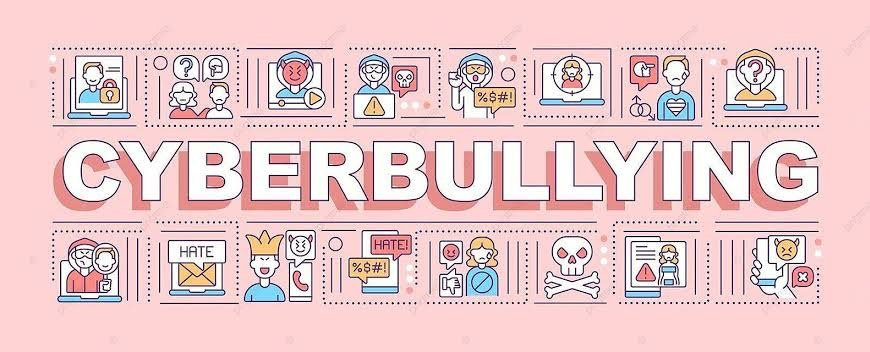 ? 
%$#!
?
CYBERBULLYING
HATE
HATE!
%$#!